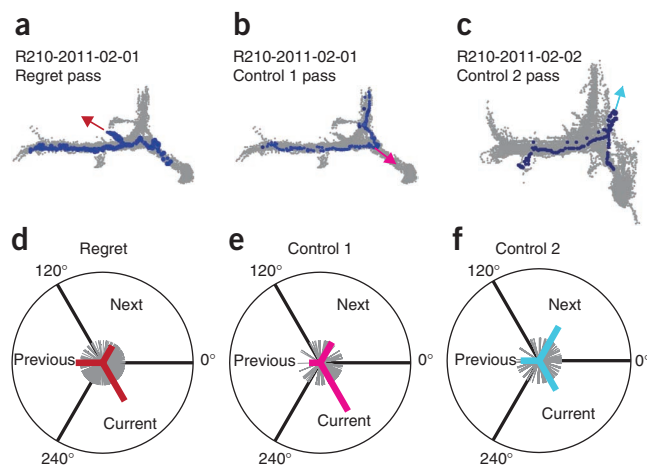 a
R210-2011-02-01
Regret pass
b
R210-2011-02-01
Control 1 pass
c
R210-2011-02-02
Control 2 pass
d
Regret
120°
Next
Previous
0°
Current
240°
e
Control 1
120°
Next
Previous
0°
Current
240°
f
Control 2
120°
Next
Previous
0°
Current
240°